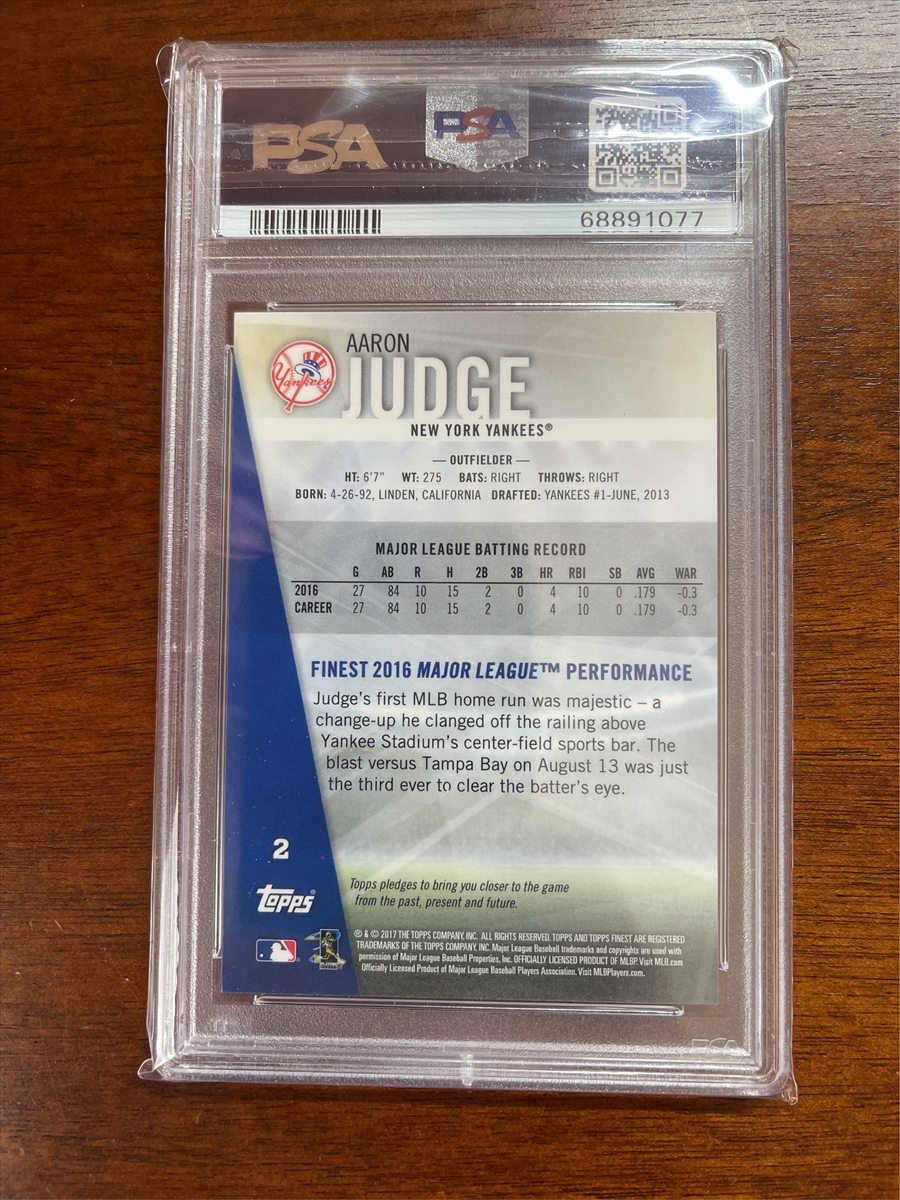 PSA
PSA
68891077
AARON
JUDGE
Yankees
NEW YORK YANKEES®
— OUTFIELDER —
HT: 6'7" WT: 275 BATS: RIGHT THROWS: RIGHT
BORN: 4-26-92, LINDEN, CALIFORNIA DRAFTED: YANKEES #1-JUNE, 2013
MAJOR LEAGUE BATTING RECORD
G AB R H 2B 3B HR RBI SB AVG WAR
2016 27 84 10 15 2 0 4 10 0 .179 -0.3
CAREER 27 84 10 15 2 0 4 10 0 .179 -0.3
FINEST 2016 MAJOR LEAGUE™ PERFORMANCE
Judge's first MLB home run was majestic – a
change-up he clanged off the railing above
Yankee Stadium's center-field sports bar. The
blast versus Tampa Bay on August 13 was just
the third ever to clear the batter's eye.
2
Topps®
Topps pledges to bring you closer to the game
from the past, present and future.
® & © 2017 THE TOPPS COMPANY, INC. ALL RIGHTS RESERVED. TOPPS AND TOPPS FINEST ARE REGISTERED
TRADEMARKS OF THE TOPPS COMPANY, INC. Major League Baseball trademarks and copyrights are used with
permission of Major League Baseball Properties, Inc. OFFICIALLY LICENSED PRODUCT OF MLBP. Visit MLB.com
Officially Licensed Product of Major League Baseball Players Association. Visit MLBPlayers.com.
PSA